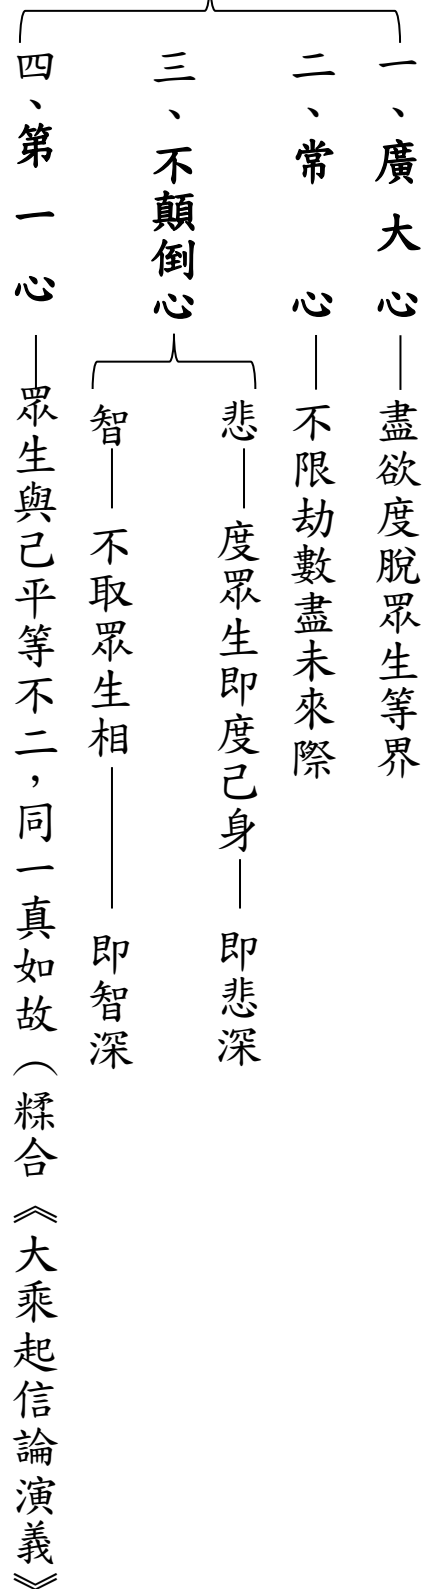 一、廣大心——盡欲度脫眾生等界
二、常心——不限劫數盡未來際
三、不顛倒心
悲——度眾生即度己身——即悲深
智——不取眾生相——即智深
四、第一心——眾生與己平等不二，同一真如故（糅合《大乘起信論演義》